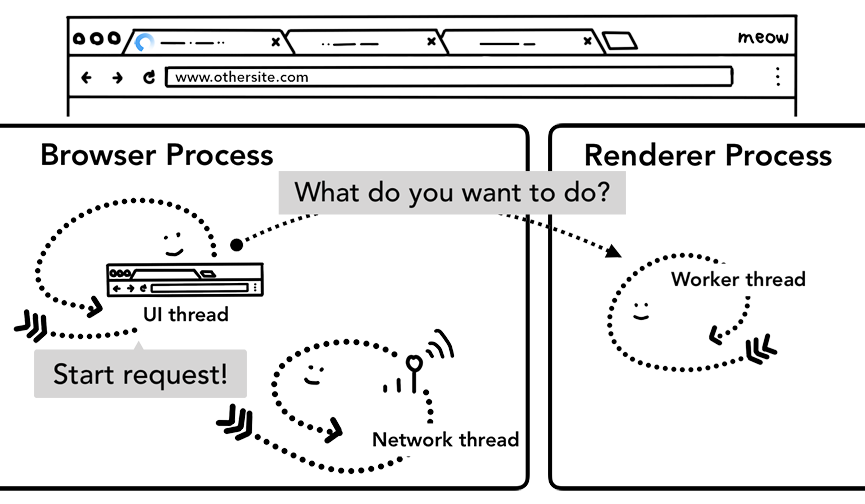 meow
www.othersite.com
Browser Process
Renderer Process
What do you want to do?
Worker thread
UI thread
Start request!
Network thread